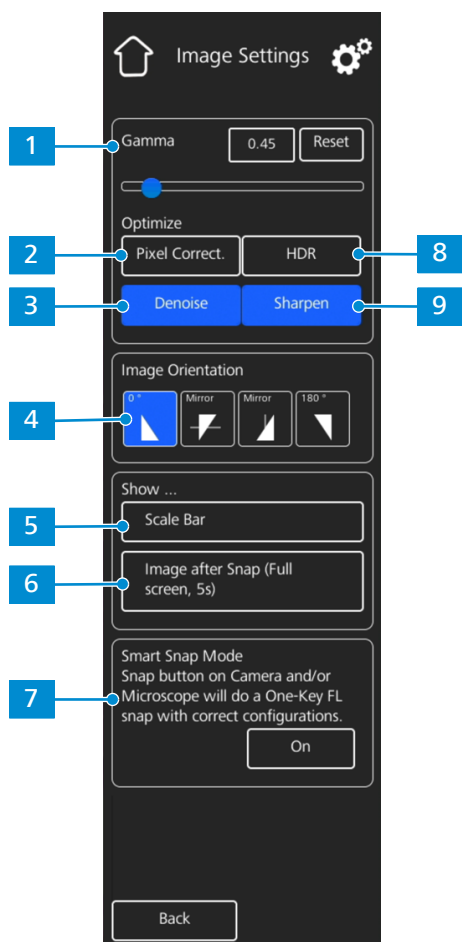 Image Settings
1
Gamma
0.45
Reset
Optimize
2
Pixel Correct.
HDR
8
3
Denoise
Sharpen
9
Image Orientation
4
0 °
Mirror
Mirror
180 °
Show ...
5
Scale Bar
6
Image after Snap (Full
screen, 5s)
Smart Snap Mode
Snap button on Camera and/or
7
Microscope will do a One-Key FL
snap with correct configurations.
On
Back